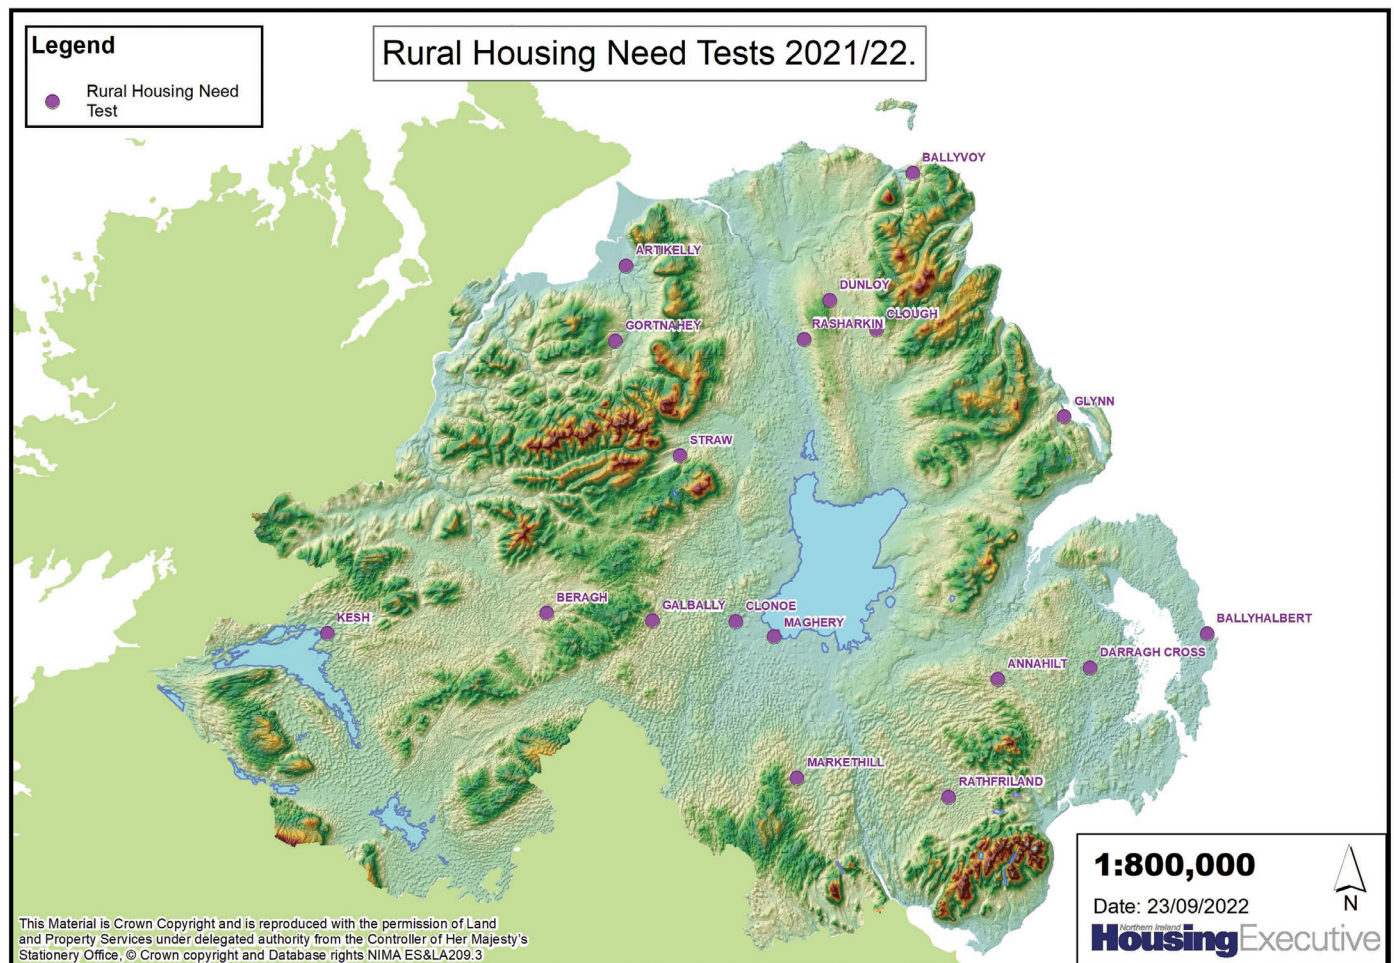 Legend
Rural Housing Need
Test
Rural Housing Need Tests 2021/22.
BALLYVOY
ARTIKELLY
DUNLOY
CLOUGH
GORTNAHEY
RASHARKIN
GLYNN
STRAW
BERAGH
GALBALLY
CLONOE
KESH
MAGHERY
BALLYHALBERT
DARRAGH CROSS
ANNAHILT
MARKETHILL
RATHFRILAND
1:800,000
Date: 23/09/2022
N
Northern Ireland
HousingExecutive
This Material is Crown Copyright and is reproduced with the permission of Land
and Property Services under delegated authority from the Controller of Her Majesty's
Stationery Office, © Crown copyright and Database rights NIMA ES&LA209.3